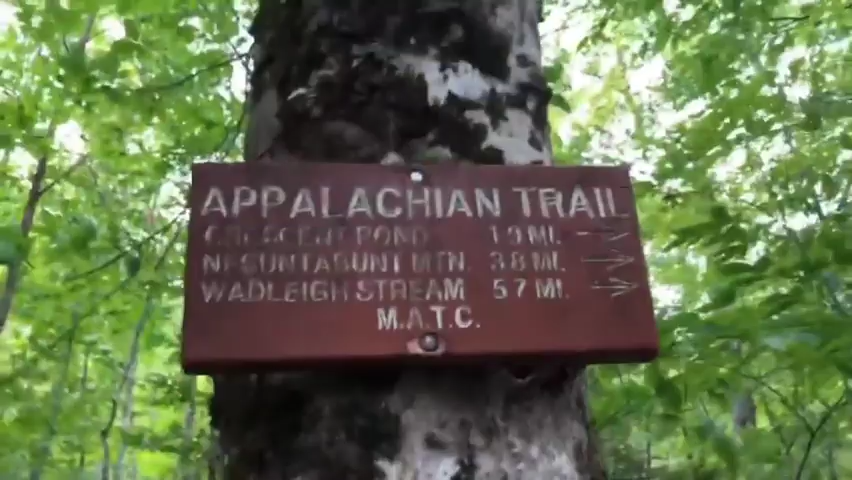 APPALACHIAN TRAIL
CRESCENT POND 1.9 MI. →
NESUNTABUNT MTN. 3.8 MI. →
WADLEIGH STREAM 5.7 MI. →
M.A.T.C.